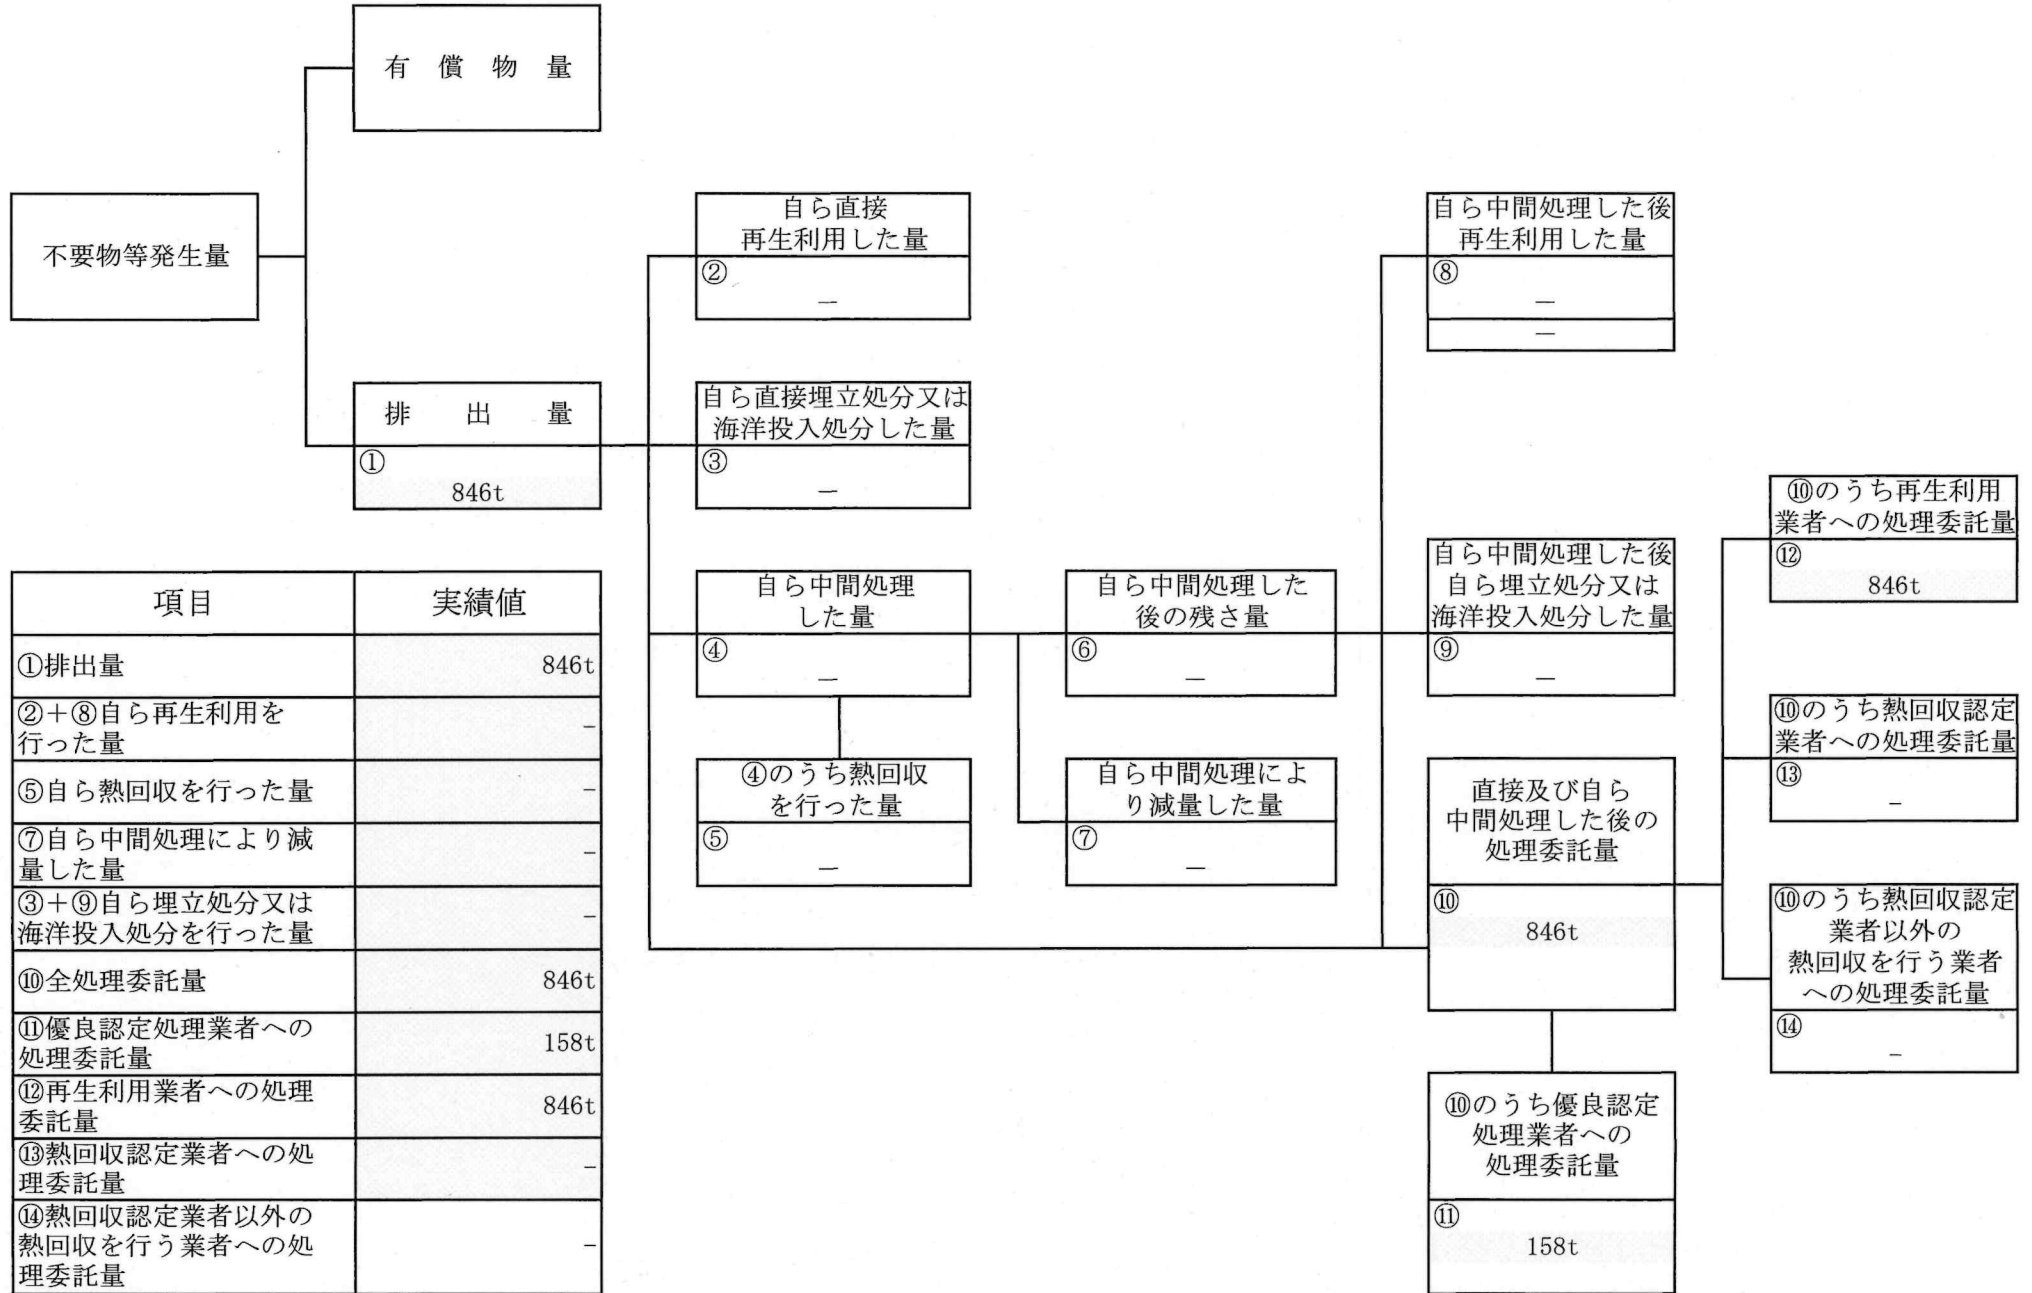 有　償　物　量
不要物等発生量
排　出　量
①
846t
自ら直接
再生利用した量
②
－
自ら直接埋立処分又は
海洋投入処分した量
③
－
自ら中間処理
した量
④
－
④のうち熱回収
を行った量
⑤
－
自ら中間処理した
後の残さ量
⑥
－
自ら中間処理によ
り減量した量
⑦
－
自ら中間処理した後
再生利用した量
⑧
－
－
自ら中間処理した後
自ら埋立処分又は
海洋投入処分した量
⑨
－
直接及び自ら
中間処理した後の
処理委託量
⑩
846t
⑩のうち優良認定
処理業者への
処理委託量
⑪
158t
⑩のうち再生利用
業者への処理委託量
⑫
846t
⑩のうち熱回収認定
業者への処理委託量
⑬
－
⑩のうち熱回収認定
業者以外の
熱回収を行う業者
への処理委託量
⑭
－
項目 実績値
①排出量 846t
②＋⑧自ら再生利用を
行った量 －
⑤自ら熱回収を行った量 －
⑦自ら中間処理により減
量した量 －
③＋⑨自ら埋立処分又は
海洋投入処分を行った量 －
⑩全処理委託量 846t
⑪優良認定処理業者への
処理委託量 158t
⑫再生利用業者への処理
委託量 846t
⑬熱回収認定業者への処
理委託量 －
⑭熱回収認定業者以外の
熱回収を行う業者への処
理委託量 －